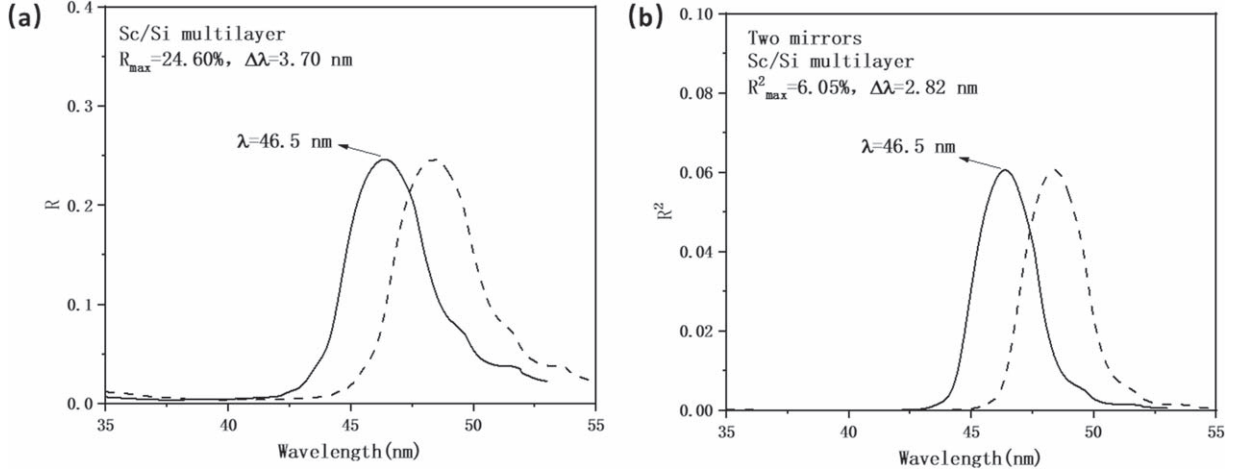 (a)
Sc/Si multilayer
Rmax=24.60%, Δλ=3.70 nm
λ=46.5 nm
R
0.4
0.3
0.2
0.1
0.0
35
40
45
50
55
Wavelength(nm)
(b)
Two mirrors
Sc/Si multilayer
R²max=6.05%, Δλ=2.82 nm
λ=46.5 nm
R²
0.10
0.08
0.06
0.04
0.02
0.00
35
40
45
50
55
Wavelength(nm)